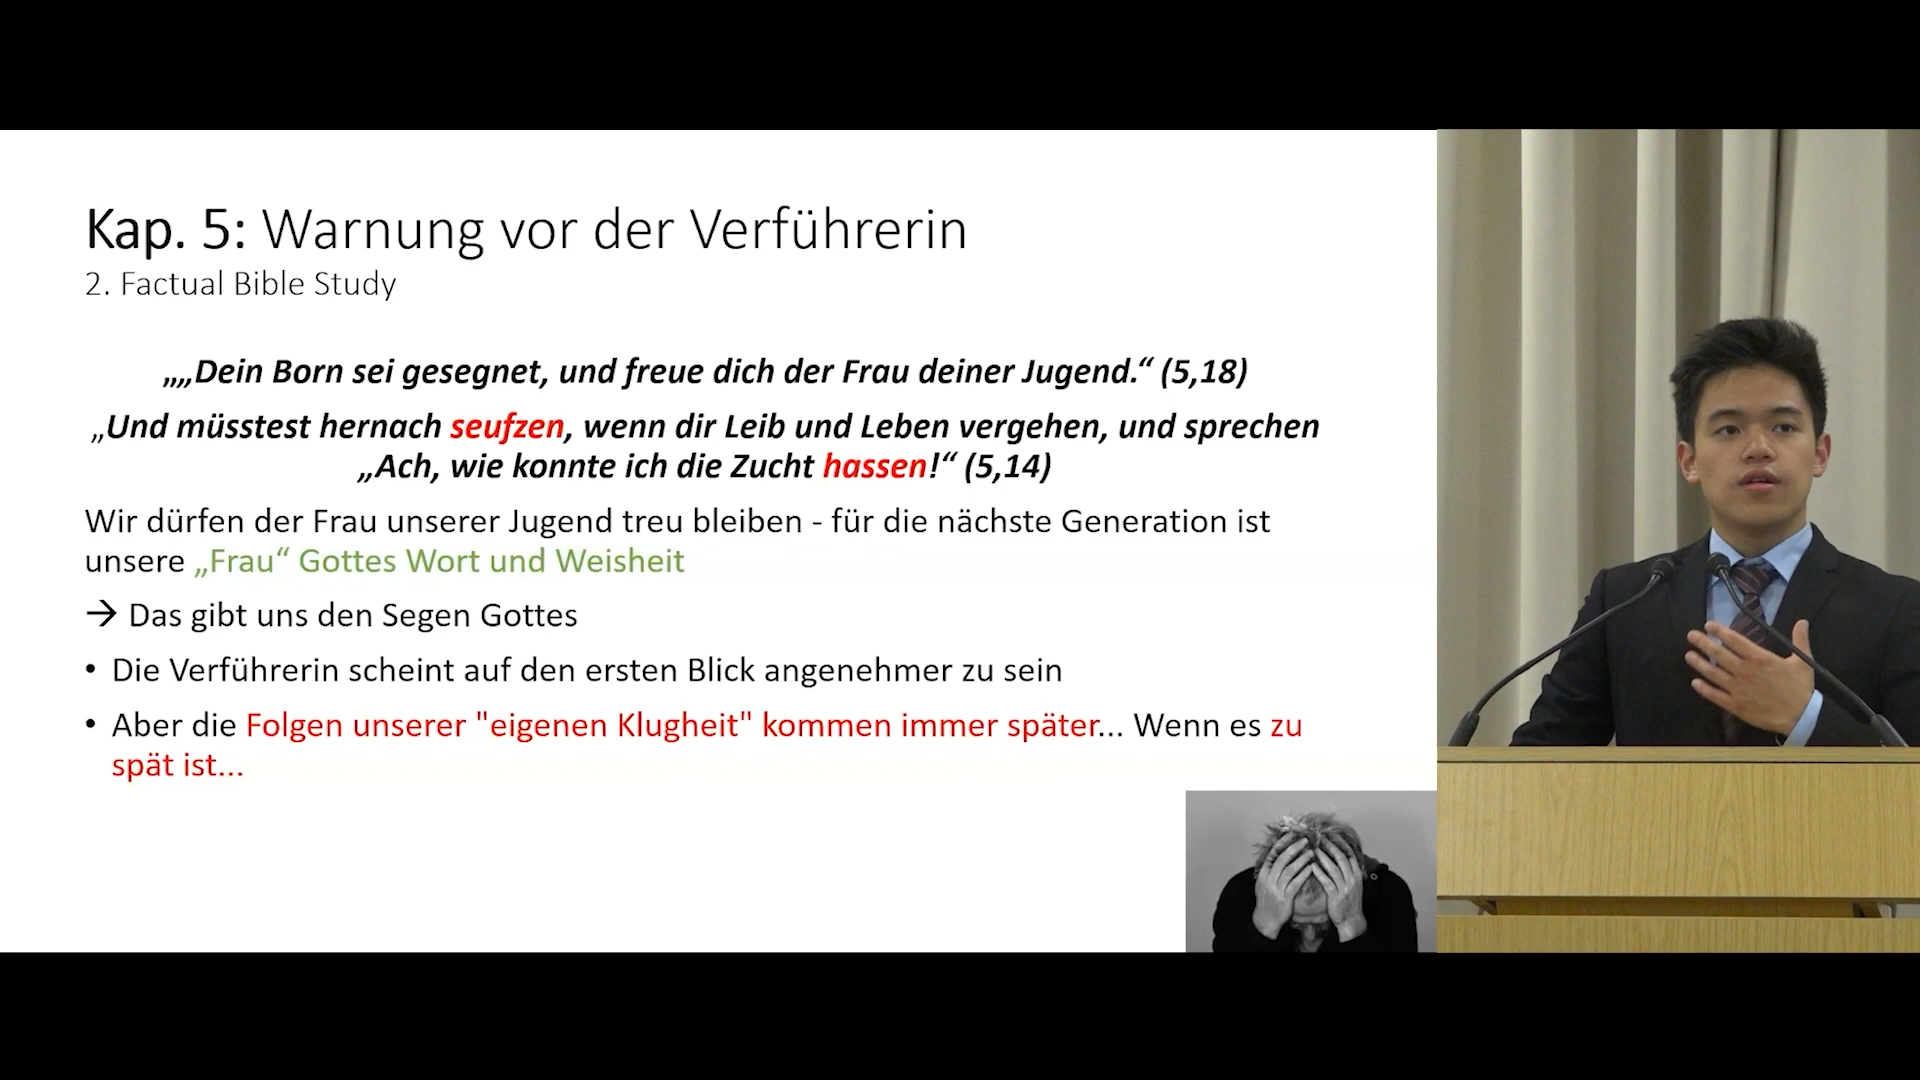 Kap. 5: Warnung vor der Verführerin
2. Factual Bible Study
„„Dein Born sei gesegnet, und freue dich der Frau deiner Jugend.“ (5,18)
„Und müsstest hernach seufzen, wenn dir Leib und Leben vergehen, und sprechen
„Ach, wie konnte ich die Zucht hassen!“ (5,14)
Wir dürfen der Frau unserer Jugend treu bleiben - für die nächste Generation ist
unsere „Frau“ Gottes Wort und Weisheit
→ Das gibt uns den Segen Gottes
• Die Verführerin scheint auf den ersten Blick angenehmer zu sein
• Aber die Folgen unserer "eigenen Klugheit" kommen immer später... Wenn es zu
spät ist...